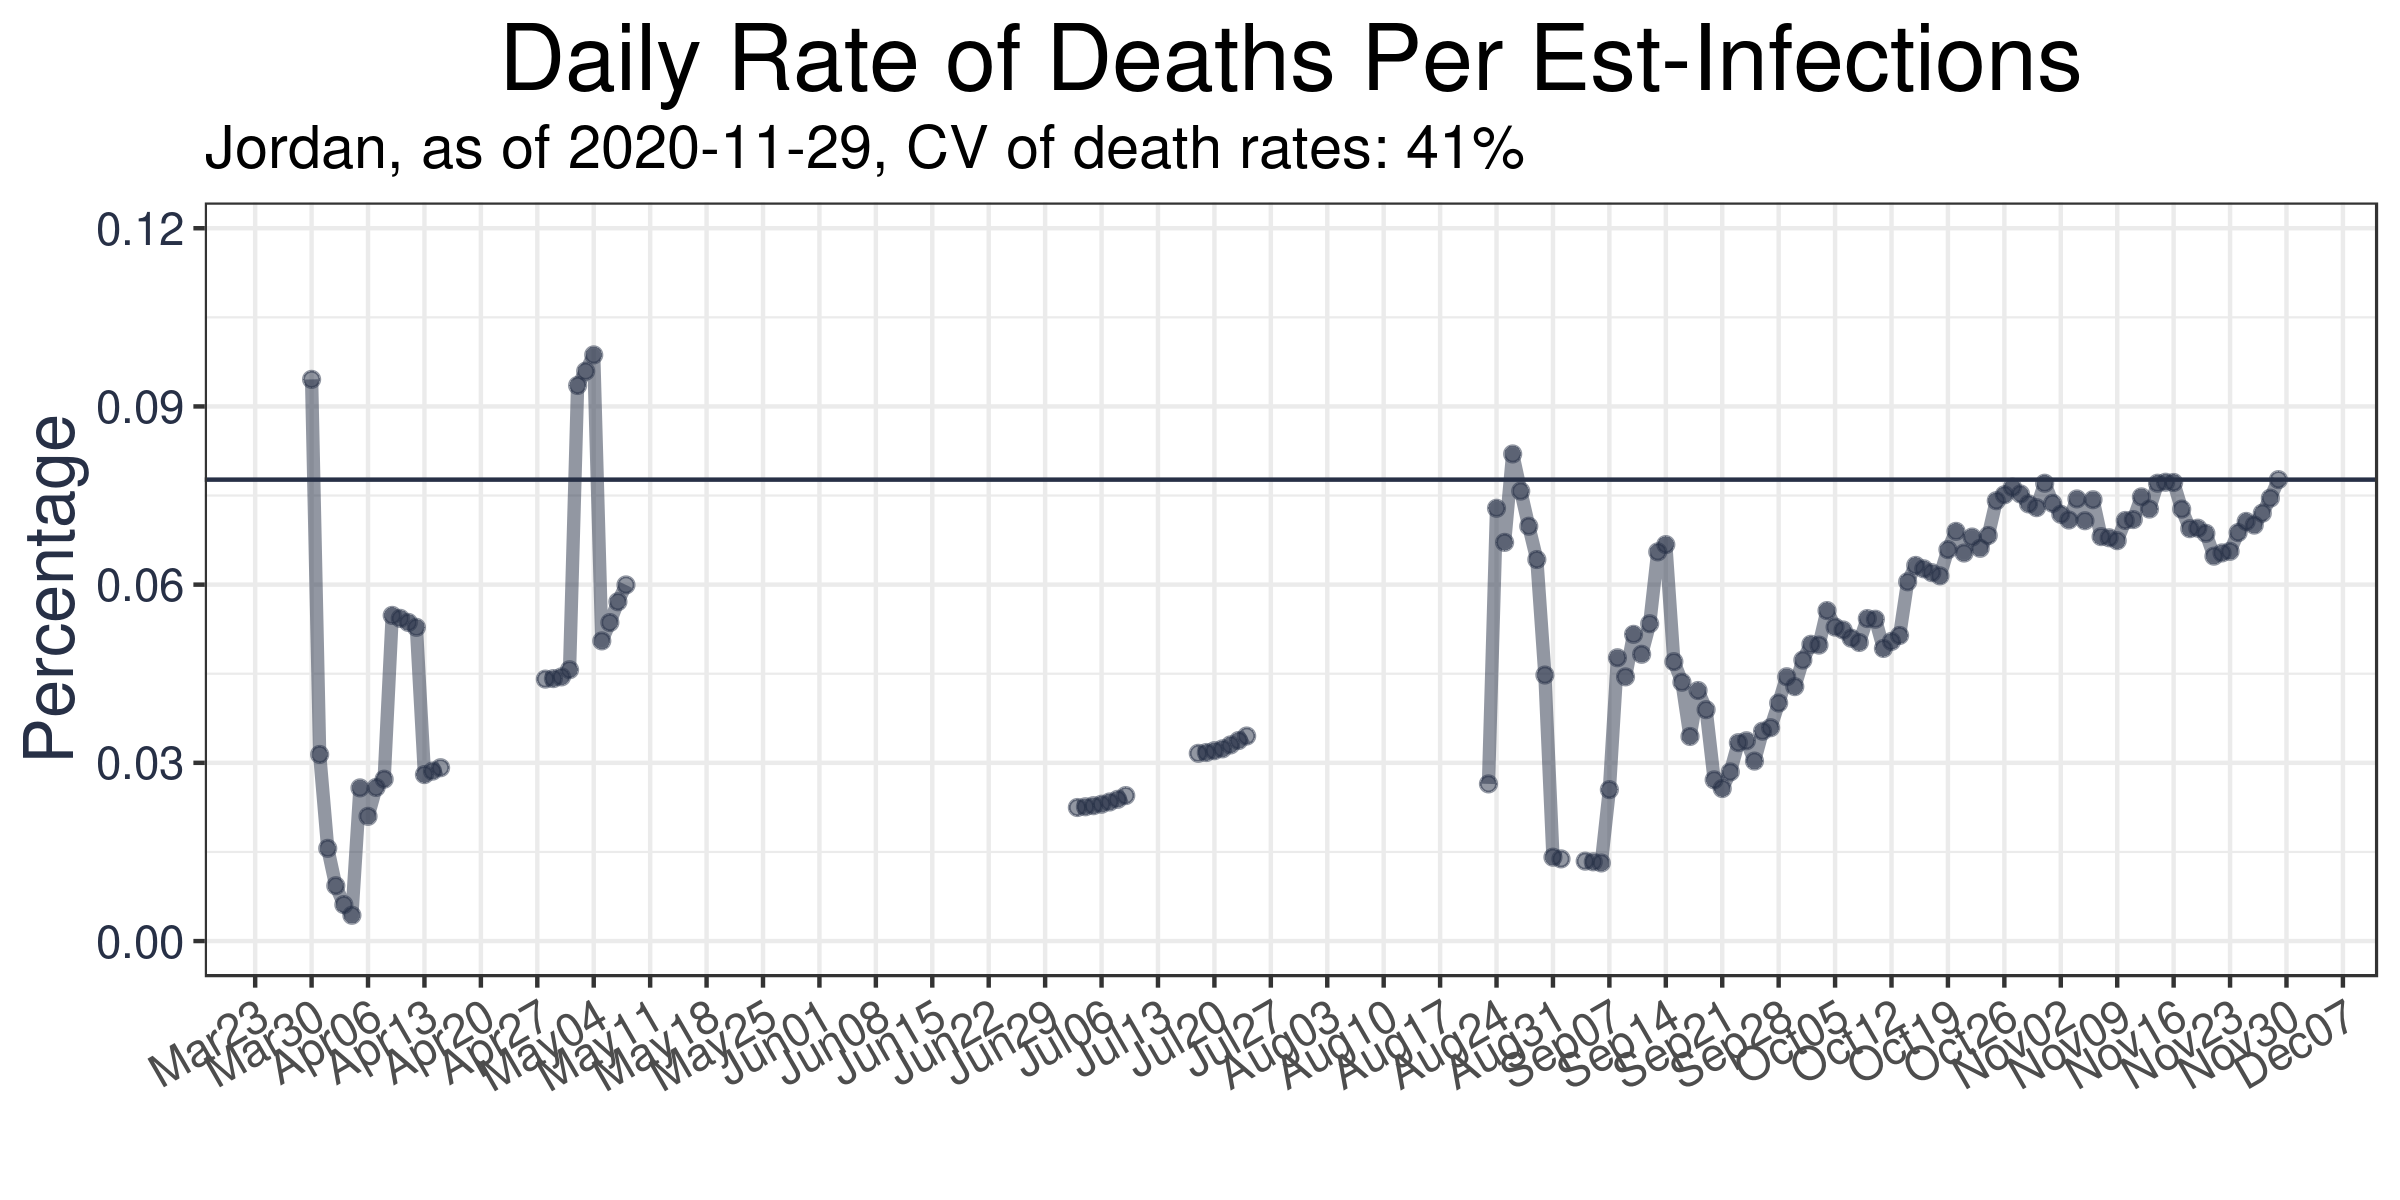 Daily Rate of Deaths Per Est-Infections
Jordan, as of 2020-11-29, CV of death rates: 41%
Percentage
0.12
0.09
0.06
0.03
0.00
Mar23
Mar30
Apr06
Apr13
Apr20
Apr27
May04
May11
May18
May25
Jun01
Jun08
Jun15
Jun22
Jun29
Jul06
Jul13
Jul20
Jul27
Aug03
Aug10
Aug17
Aug24
Aug31
Sep07
Sep14
Sep21
Sep28
Oct05
Oct12
Oct19
Oct26
Nov02
Nov09
Nov16
Nov23
Nov30
Dec07